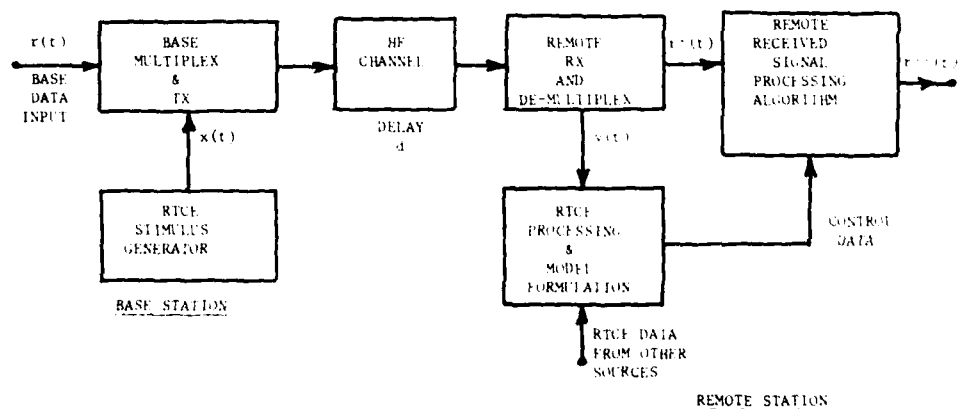 r(t)
BASE
DATA
INPUT
BASE
MULTIPLEX
&
TX
x(t)
RTCE
STIMULUS
GENERATOR
BASE STATION
HF
CHANNEL
DELAY
d
REMOTE
RX
AND
DE-MULTIPLEX
r'(t)
y(t)
RTCE
PROCESSING
&
MODEL
FORMULATION
RTCE DATA
FROM OTHER
SOURCES
REMOTE
RECEIVED
SIGNAL
PROCESSING
ALGORITHM
r''(t)
CONTROL
DATA
REMOTE STATION